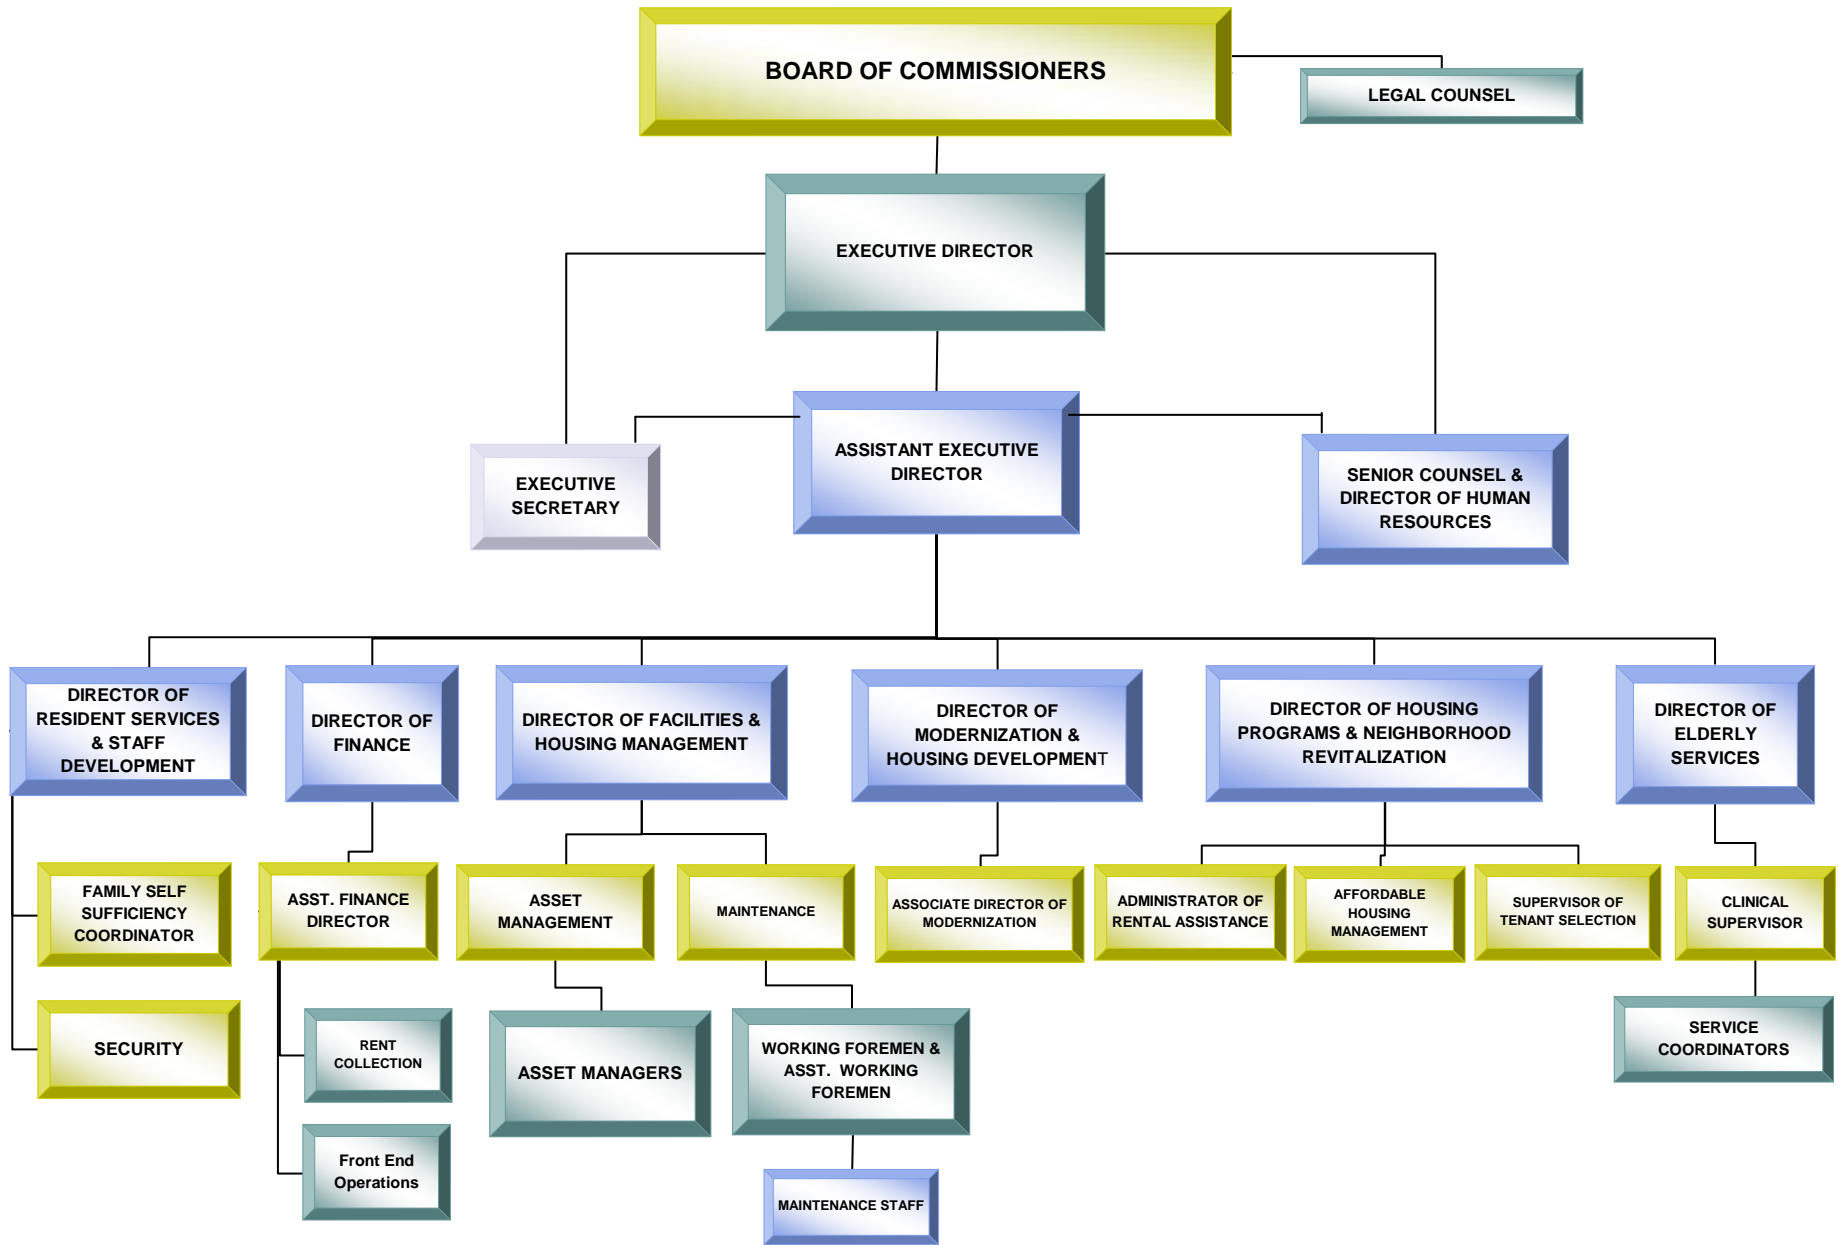 BOARD OF COMMISSIONERS
LEGAL COUNSEL
EXECUTIVE DIRECTOR
ASSISTANT EXECUTIVE
DIRECTOR
EXECUTIVE
SECRETARY
SENIOR COUNSEL &
DIRECTOR OF HUMAN
RESOURCES
DIRECTOR OF
RESIDENT SERVICES
& STAFF
DEVELOPMENT
DIRECTOR OF
FINANCE
DIRECTOR OF FACILITIES &
HOUSING MANAGEMENT
DIRECTOR OF
MODERNIZATION &
HOUSING DEVELOPMENT
DIRECTOR OF HOUSING
PROGRAMS & NEIGHBORHOOD
REVITALIZATION
DIRECTOR OF
ELDERLY
SERVICES
FAMILY SELF
SUFFICIENCY
COORDINATOR
ASST. FINANCE
DIRECTOR
ASSET
MANAGEMENT
MAINTENANCE
ASSOCIATE DIRECTOR OF
MODERNIZATION
ADMINISTRATOR OF
RENTAL ASSISTANCE
AFFORDABLE
HOUSING
MANAGEMENT
SUPERVISOR OF
TENANT SELECTION
CLINICAL
SUPERVISOR
SECURITY
RENT
COLLECTION
ASSET MANAGERS
WORKING FOREMEN &
ASST.  WORKING
FOREMEN
SERVICE
COORDINATORS
Front End
Operations
MAINTENANCE STAFF